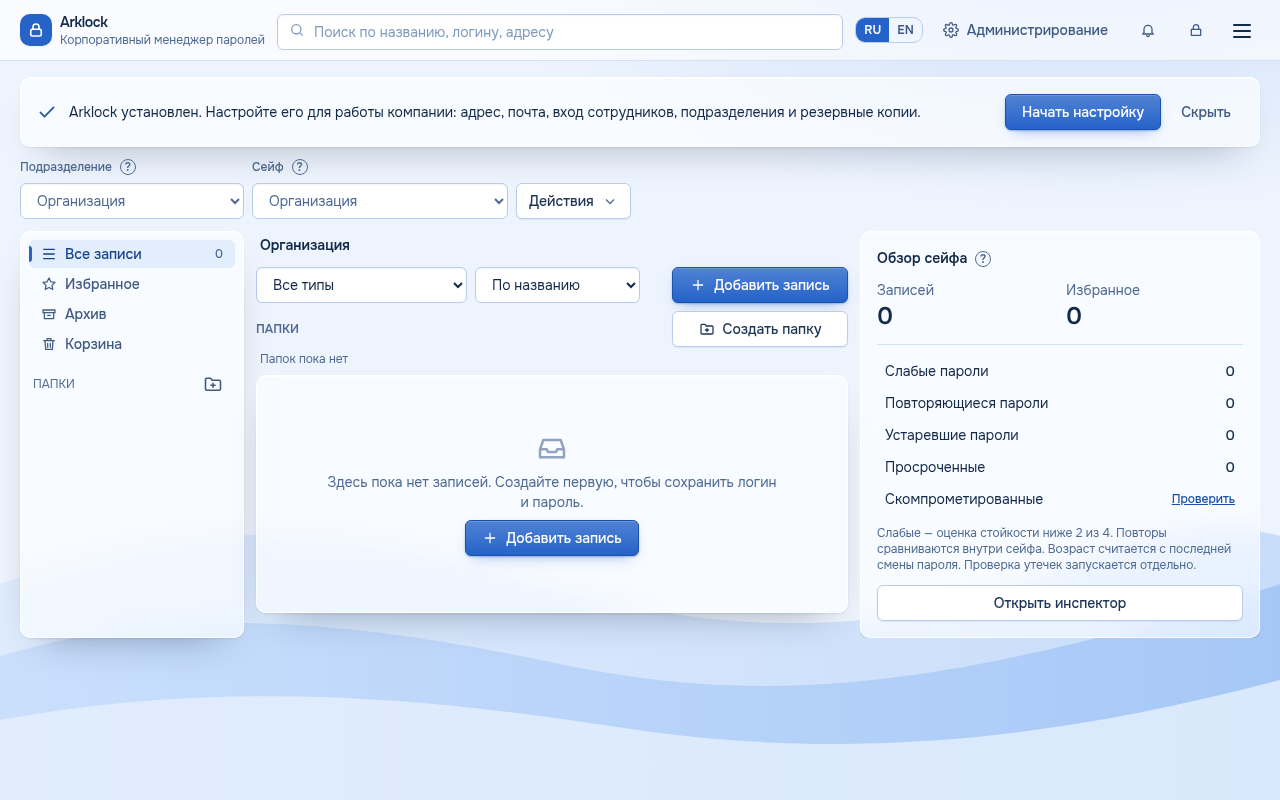 Arklock
Корпоративный менеджер паролей
Поиск по названию, логину, адресу
RU EN
Администрирование
Arklock установлен. Настройте его для работы компании: адрес, почта, вход сотрудников, подразделения и резервные копии.
Начать настройку
Скрыть
Подразделение ?
Сейф ?
Организация
Организация
Действия
Все записи 0
Избранное
Архив
Корзина
ПАПКИ
Организация
Все типы
По названию
Добавить запись
ПАПКИ
Создать папку
Папок пока нет
Здесь пока нет записей. Создайте первую, чтобы сохранить логин
и пароль.
Добавить запись
Обзор сейфа ?
Записей
Избранное
0
0
Слабые пароли 0
Повторяющиеся пароли 0
Устаревшие пароли 0
Просроченные 0
Скомпрометированные Проверить
Слабые — оценка стойкости ниже 2 из 4. Повторы
сравниваются внутри сейфа. Возраст считается с последней
смены пароля. Проверка утечек запускается отдельно.
Открыть инспектор